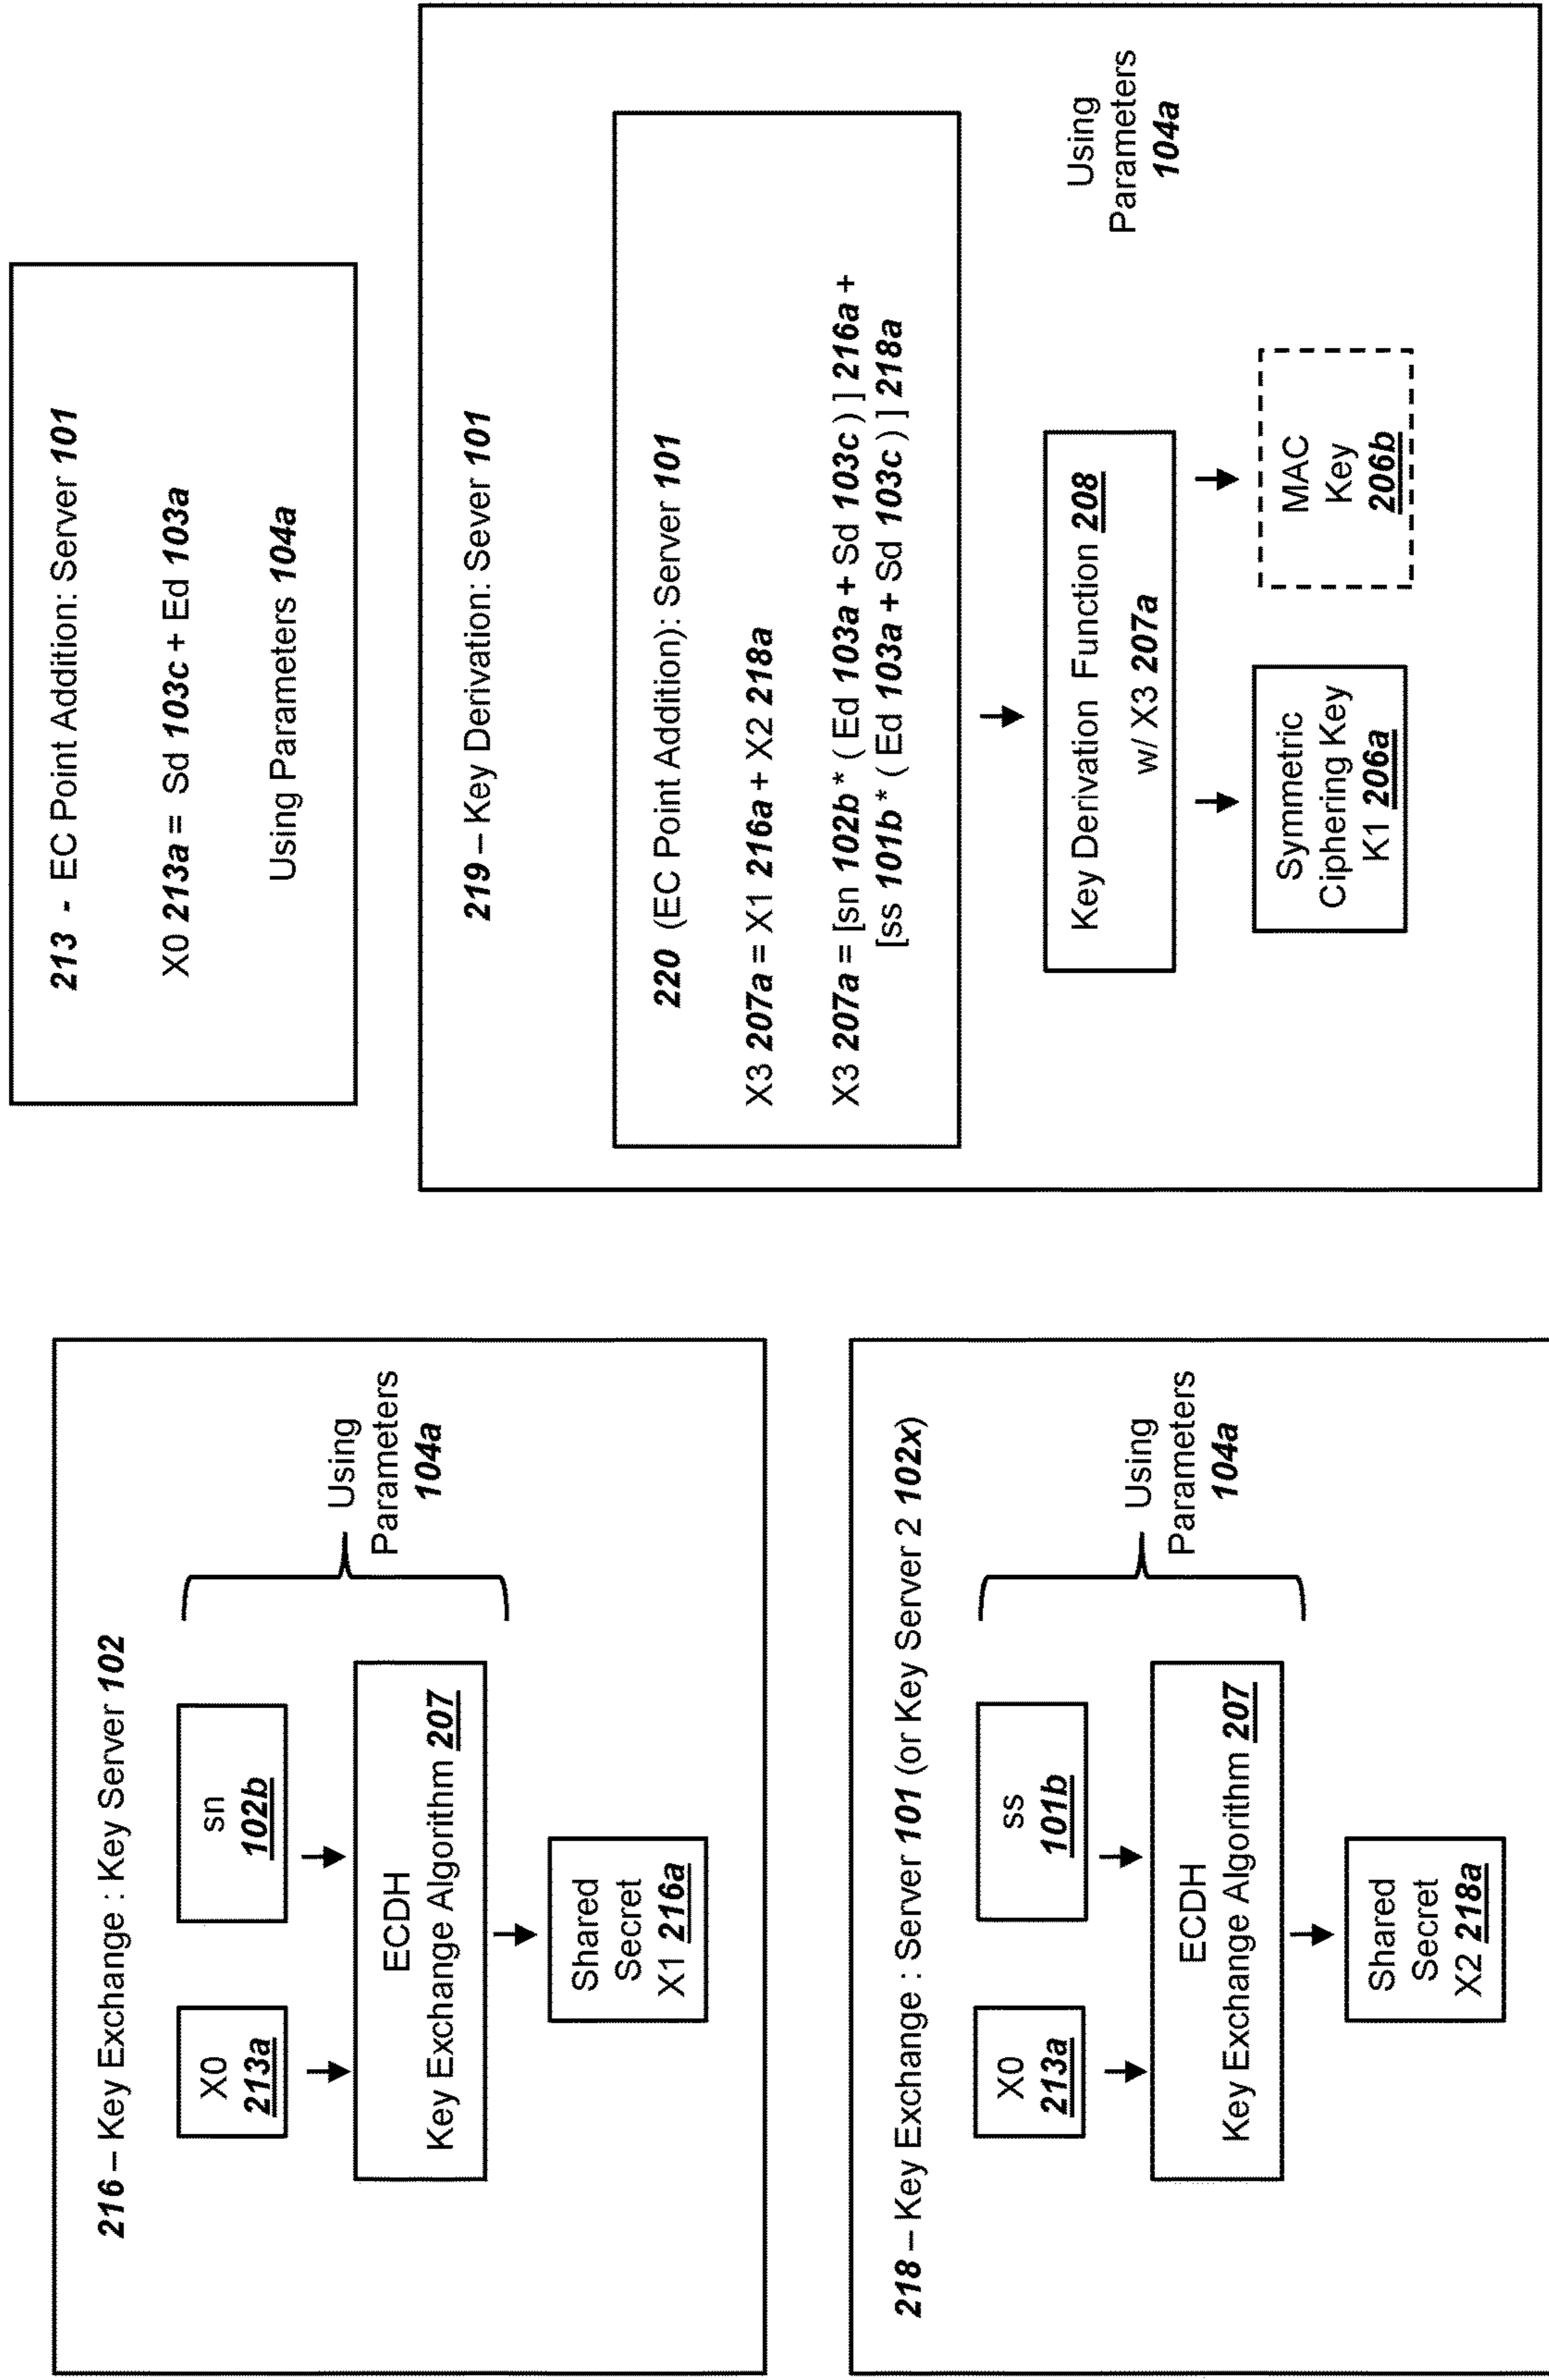 216 – Key Exchange : Key Server 102
X0
213a
sn
102b
ECDH
Key Exchange Algorithm 207
Shared
Secret
X1 216a
Using
Parameters
104a
218 – Key Exchange : Server 101 (or Key Server 2 102x)
X0
213a
ss
101b
ECDH
Key Exchange Algorithm 207
Shared
Secret
X2 218a
Using
Parameters
104a
213 - EC Point Addition: Server 101
X0 213a = Sd 103c + Ed 103a
Using Parameters 104a
219 – Key Derivation: Sever 101
220 (EC Point Addition): Server 101
X3 207a = X1 216a + X2 218a
X3 207a = [sn 102b * ( Ed 103a + Sd 103c ) ] 216a +
[ss 101b * ( Ed 103a + Sd 103c ) ] 218a
Key Derivation Function 208
w/ X3 207a
Symmetric
Ciphering Key
K1 206a
MAC
Key
206b
Using
Parameters
104a